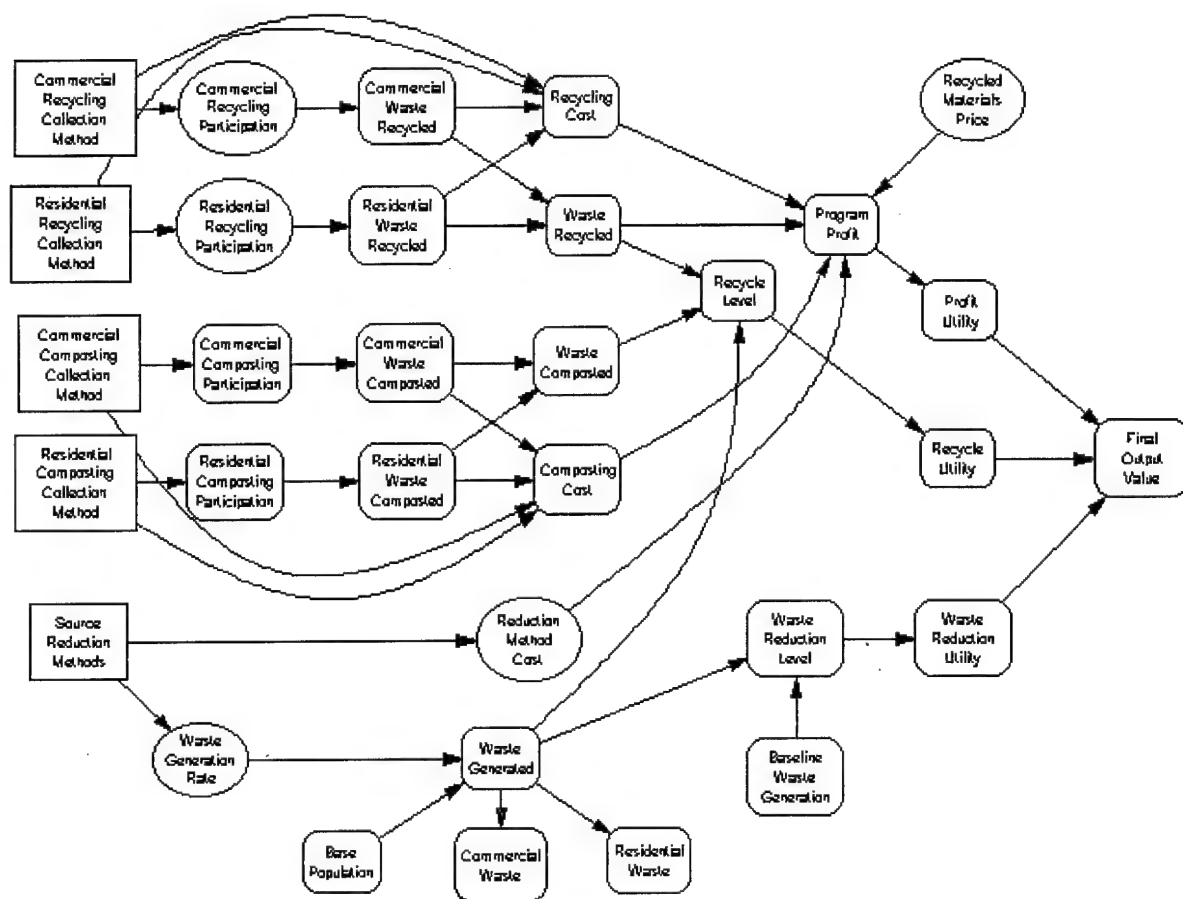 Commercial
Recycling
Collection
Method
Commercial
Recycling
Participation
Commercial
Waste
Recycled
Recycling
Cost
Recycled
Materials
Price
Residential
Recycling
Collection
Method
Residential
Recycling
Participation
Residential
Waste
Recycled
Waste
Recycled
Program
Profit
Recycle
Level
Profit
Utility
Commercial
Composting
Collection
Method
Commercial
Composting
Participation
Commercial
Waste
Composted
Waste
Composted
Residential
Composting
Collection
Method
Residential
Composting
Participation
Residential
Waste
Composted
Composting
Cost
Recycle
Utility
Final
Output
Value
Source
Reduction
Methods
Reduction
Method
Cost
Waste
Reduction
Level
Waste
Reduction
Utility
Waste
Generation
Rate
Waste
Generated
Baseline
Waste
Generation
Base
Population
Commercial
Waste
Residential
Waste